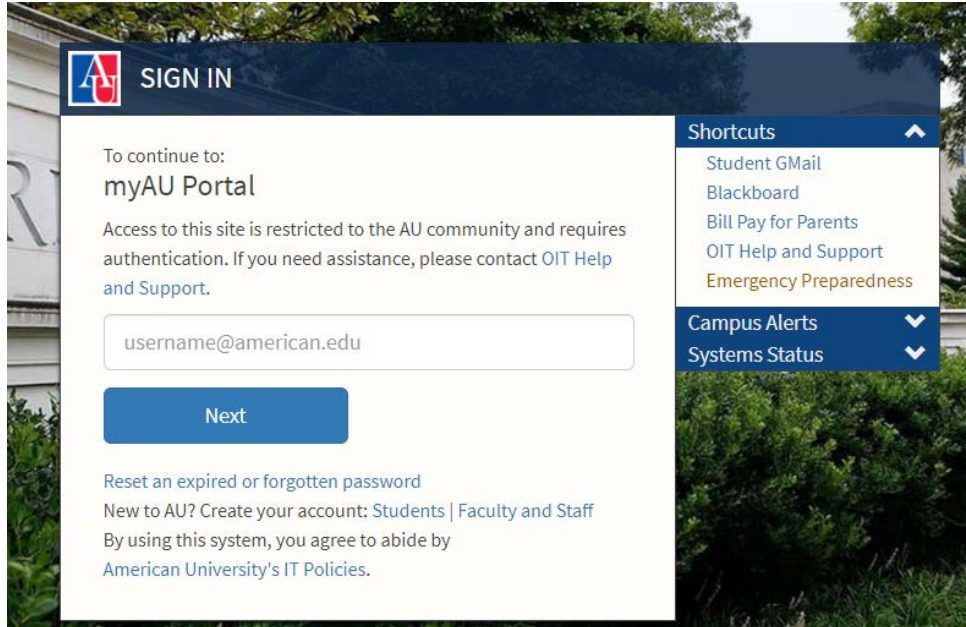 AU SIGN IN
To continue to:
myAU Portal
Access to this site is restricted to the AU community and requires
authentication. If you need assistance, please contact OIT Help
and Support.
username@american.edu
Next
Reset an expired or forgotten password
New to AU? Create your account: Students | Faculty and Staff
By using this system, you agree to abide by
American University's IT Policies.
Shortcuts
Student GMail
Blackboard
Bill Pay for Parents
OIT Help and Support
Emergency Preparedness
Campus Alerts
Systems Status